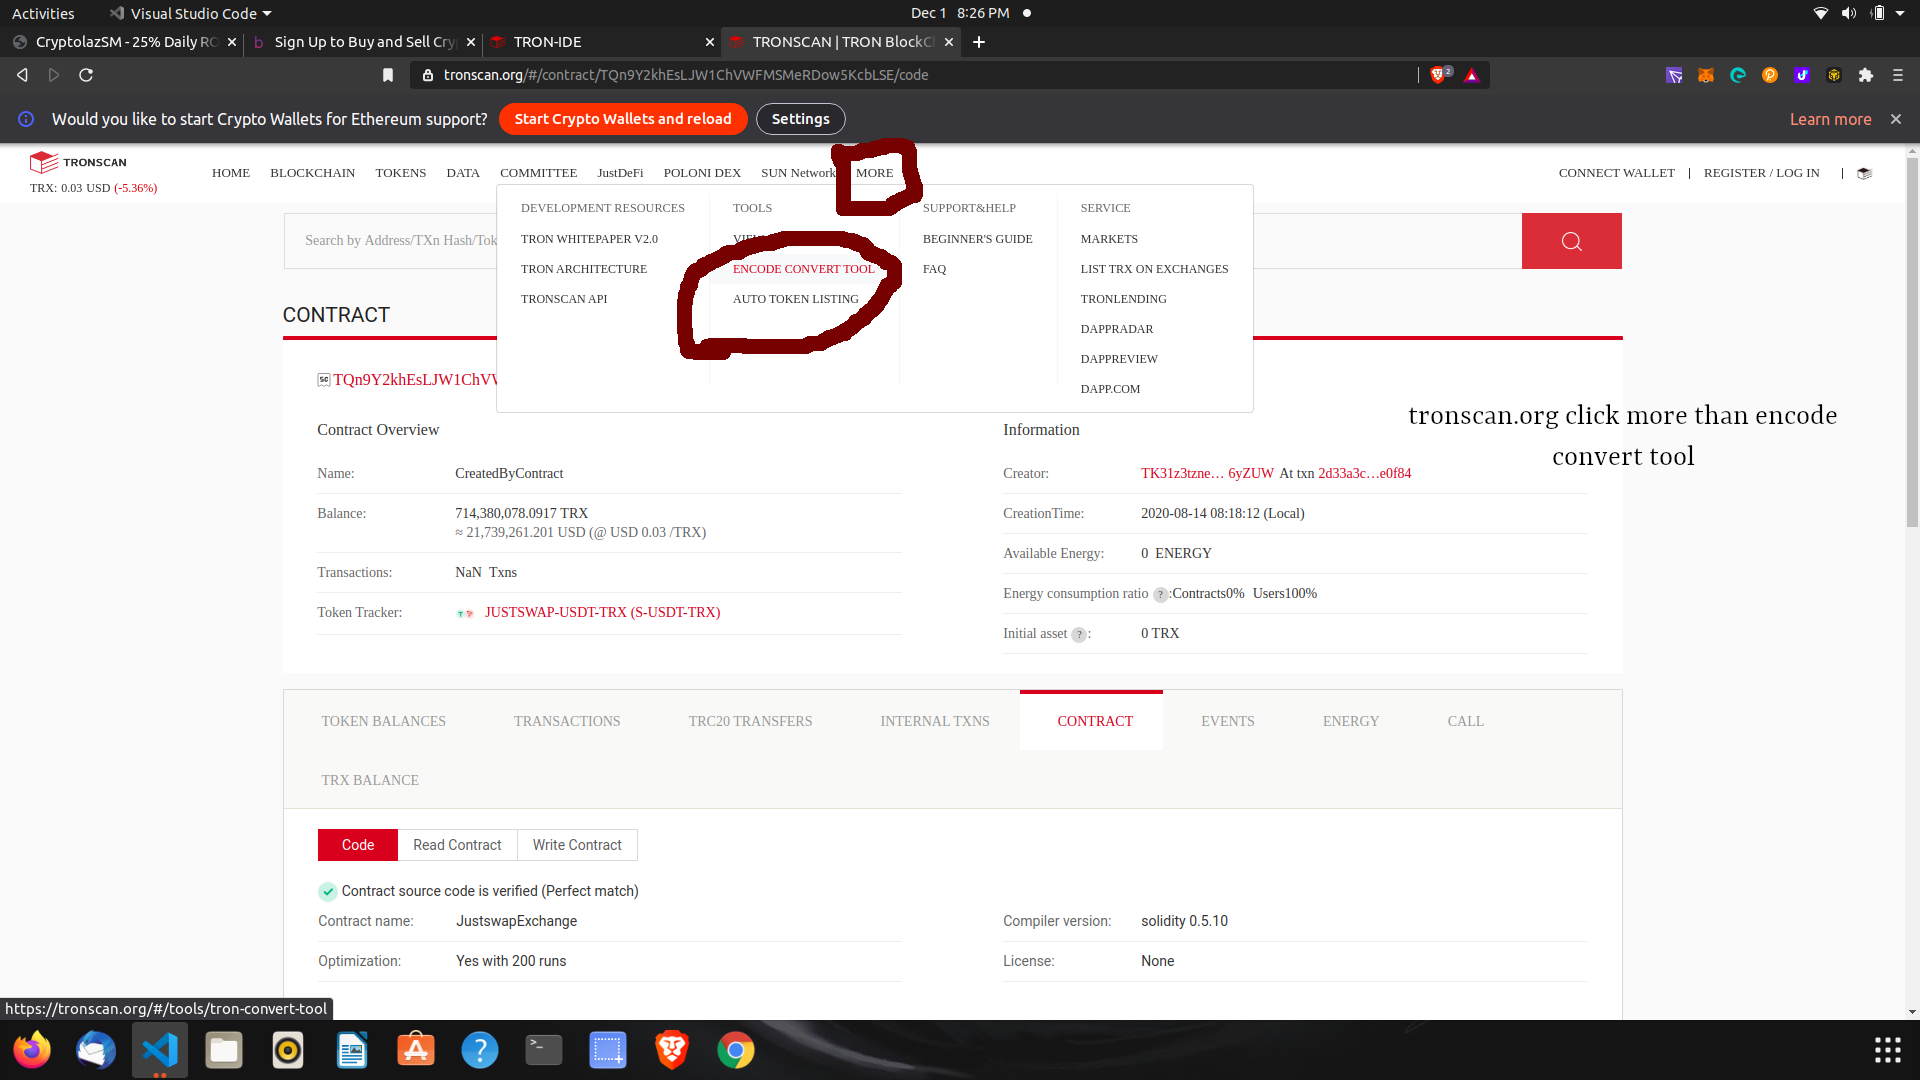 Activities
Visual Studio Code
Dec 1 8:26 PM
CryptolazSM - 25% Daily RO
Sign Up to Buy and Sell Cry
TRON-IDE
TRONSCAN | TRON BlockCh
tronscan.org/#/contract/TQn9Y2khEsLJW1ChVWFMSMeRDow5KcbLSE/code
2
Would you like to start Crypto Wallets for Ethereum support?
Start Crypto Wallets and reload
Settings
Learn more
TRONSCAN
TRX: 0.03 USD (-5.36%)
HOME
BLOCKCHAIN
TOKENS
DATA
COMMITTEE
JustDeFi
POLONI DEX
SUN Network
MORE
CONNECT WALLET | REGISTER / LOG IN |
DEVELOPMENT RESOURCES
TRON WHITEPAPER V2.0
TRON ARCHITECTURE
TRONSCAN API
TOOLS
ENCODE CONVERT TOOL
AUTO TOKEN LISTING
SUPPORT&HELP
BEGINNER'S GUIDE
FAQ
SERVICE
MARKETS
LIST TRX ON EXCHANGES
TRONLENDING
DAPPRADAR
DAPPREVIEW
DAPP.COM
Search by Address/TXn Hash/Tok
CONTRACT
TQn9Y2khEsLJW1ChVW
tronscan.org click more than encode
convert tool
Contract Overview
Name: CreatedByContract
Balance: 714,380,078.0917 TRX
≈ 21,739,261.201 USD (@ USD 0.03 /TRX)
Transactions: NaN Txns
Token Tracker: JUSTSWAP-USDT-TRX (S-USDT-TRX)
Information
Creator: TK31z3tzne... 6yZUW At txn 2d33a3c...e0f84
CreationTime: 2020-08-14 08:18:12 (Local)
Available Energy: 0 ENERGY
Energy consumption ratio ?:Contracts0% Users100%
Initial asset ?: 0 TRX
TOKEN BALANCES
TRANSACTIONS
TRC20 TRANSFERS
INTERNAL TXNS
CONTRACT
EVENTS
ENERGY
CALL
TRX BALANCE
Code
Read Contract
Write Contract
Contract source code is verified (Perfect match)
Contract name: JustswapExchange
Compiler version: solidity 0.5.10
Optimization: Yes with 200 runs
License: None
https://tronscan.org/#/tools/tron-convert-tool